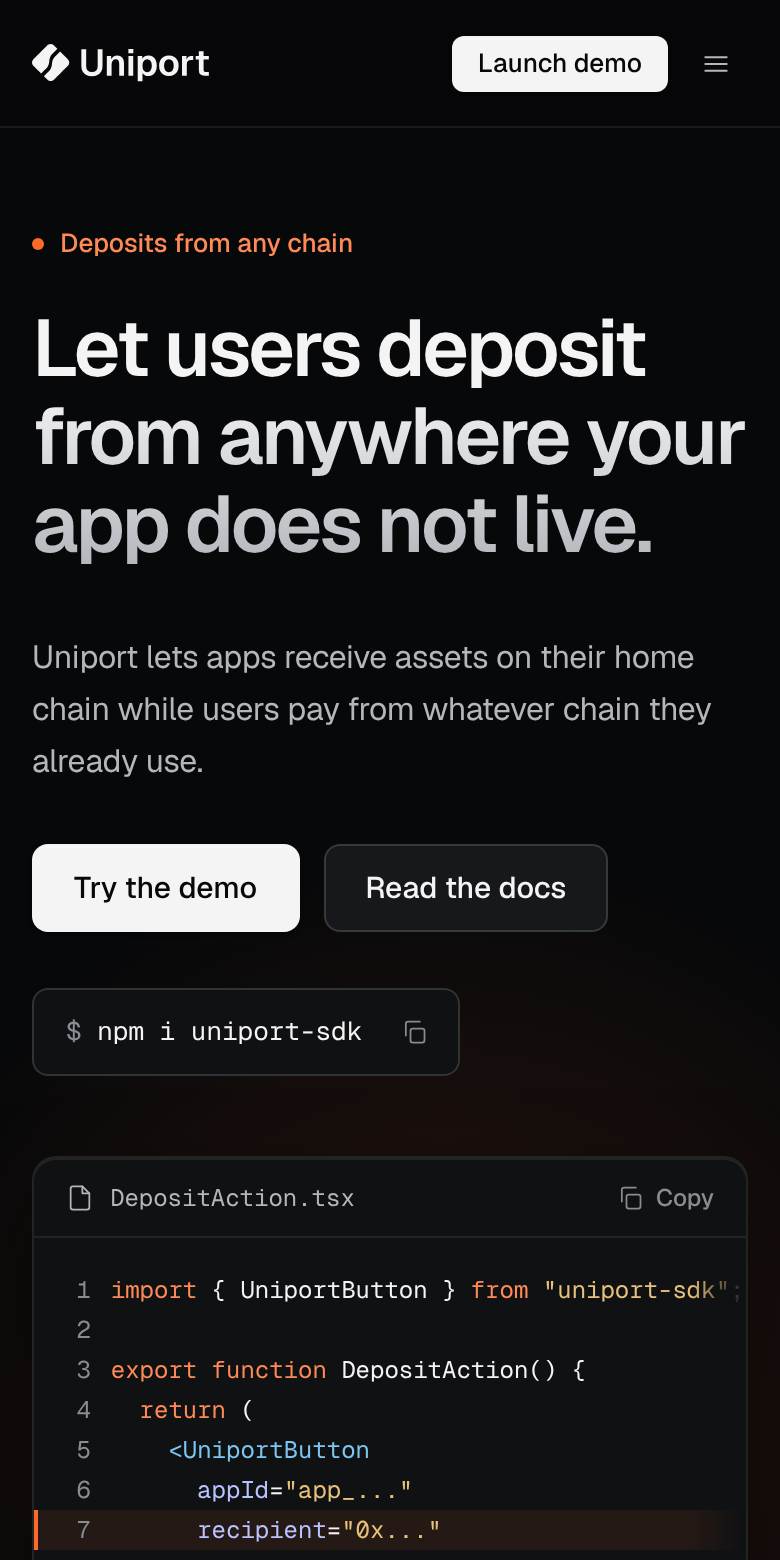 Uniport
Launch demo
Deposits from any chain
Let users deposit
from anywhere your
app does not live.
Uniport lets apps receive assets on their home
chain while users pay from whatever chain they
already use.
Try the demo
Read the docs
$ npm i uniport-sdk
DepositAction.tsx
Copy
1 import { UniportButton } from "uniport-sdk";
2
3 export function DepositAction() {
4   return (
5     <UniportButton
6       appId="app_..."
7       recipient="0x..."